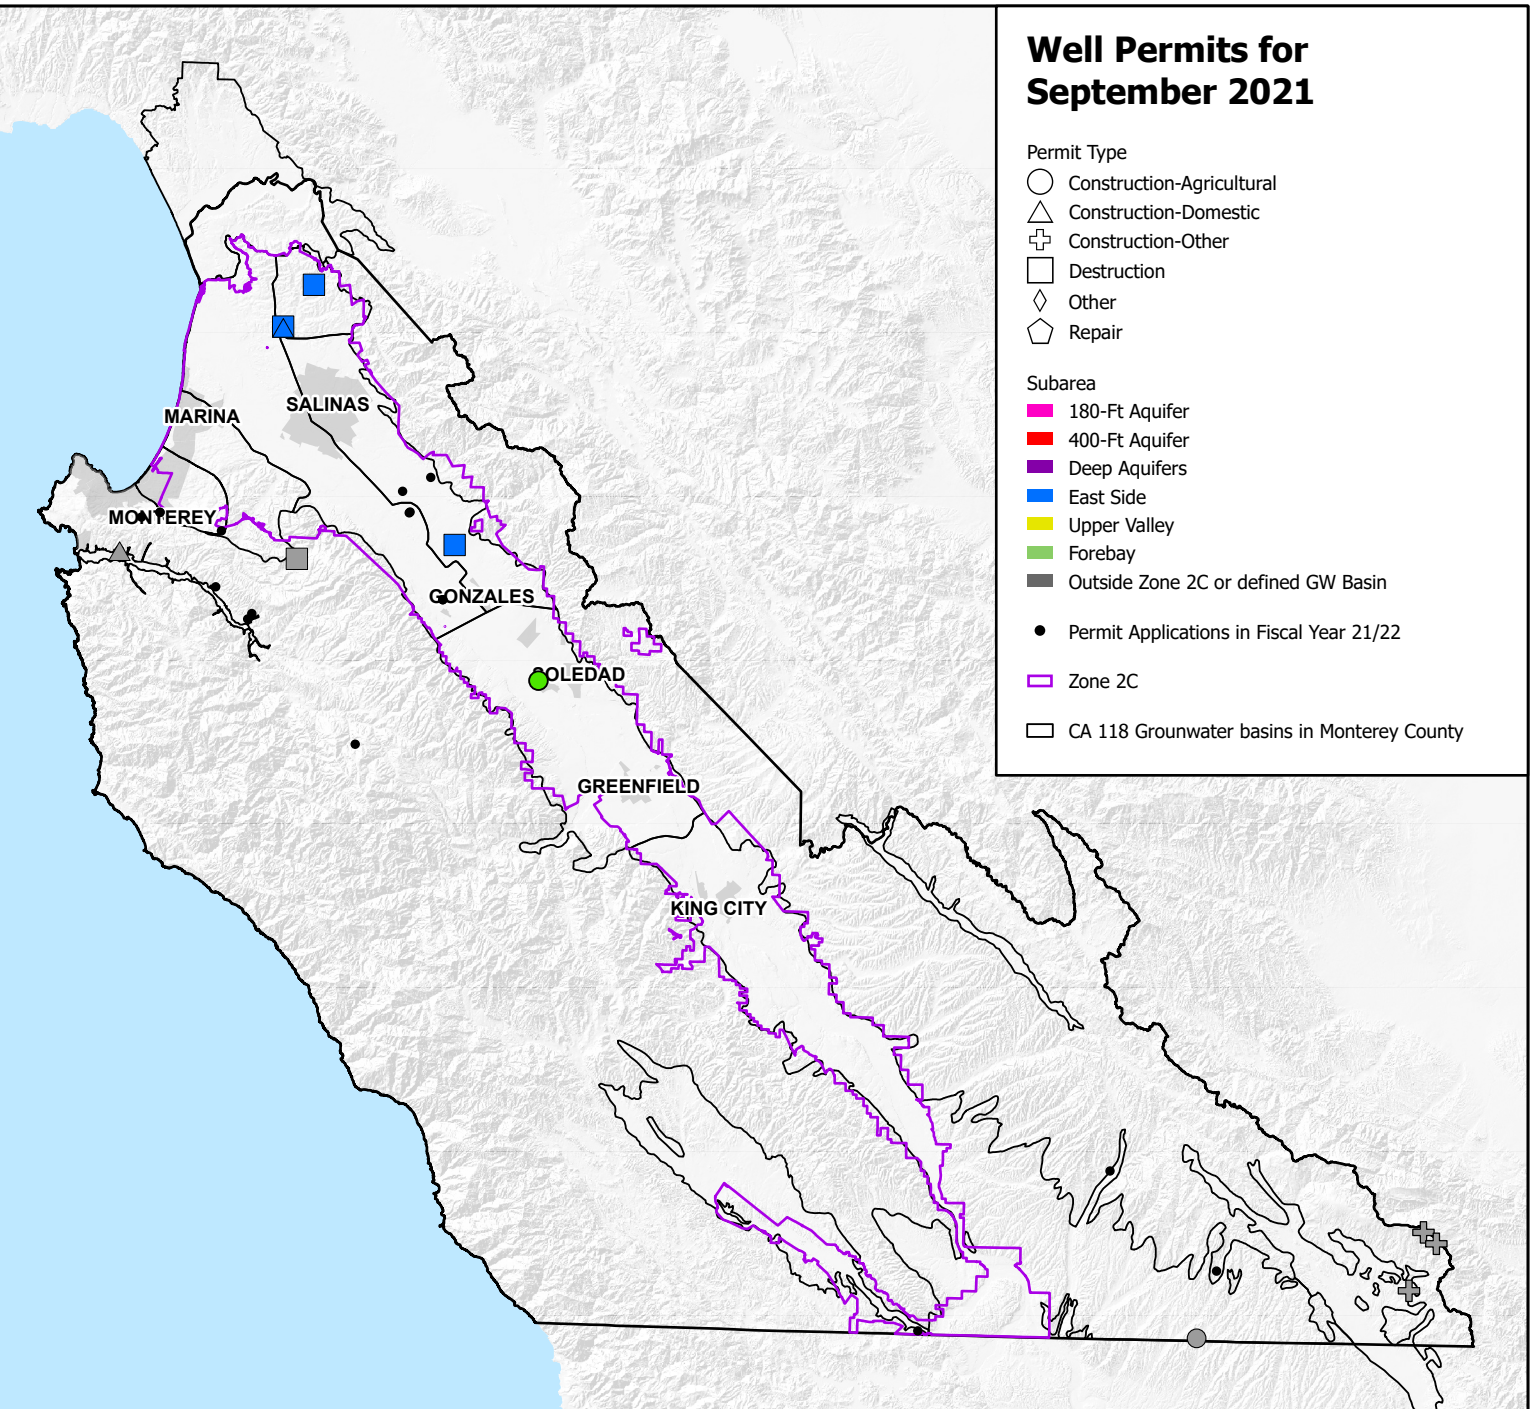 Well Permits for
September 2021
Permit Type
Construction-Agricultural
Construction-Domestic
Construction-Other
Destruction
Other
Repair
Subarea
180-Ft Aquifer
400-Ft Aquifer
Deep Aquifers
East Side
Upper Valley
Forebay
Outside Zone 2C or defined GW Basin
Permit Applications in Fiscal Year 21/22
Zone 2C
CA 118 Grounwater basins in Monterey County
MARINA
SALINAS
MONTEREY
GONZALES
SOLEDAD
GREENFIELD
KING CITY